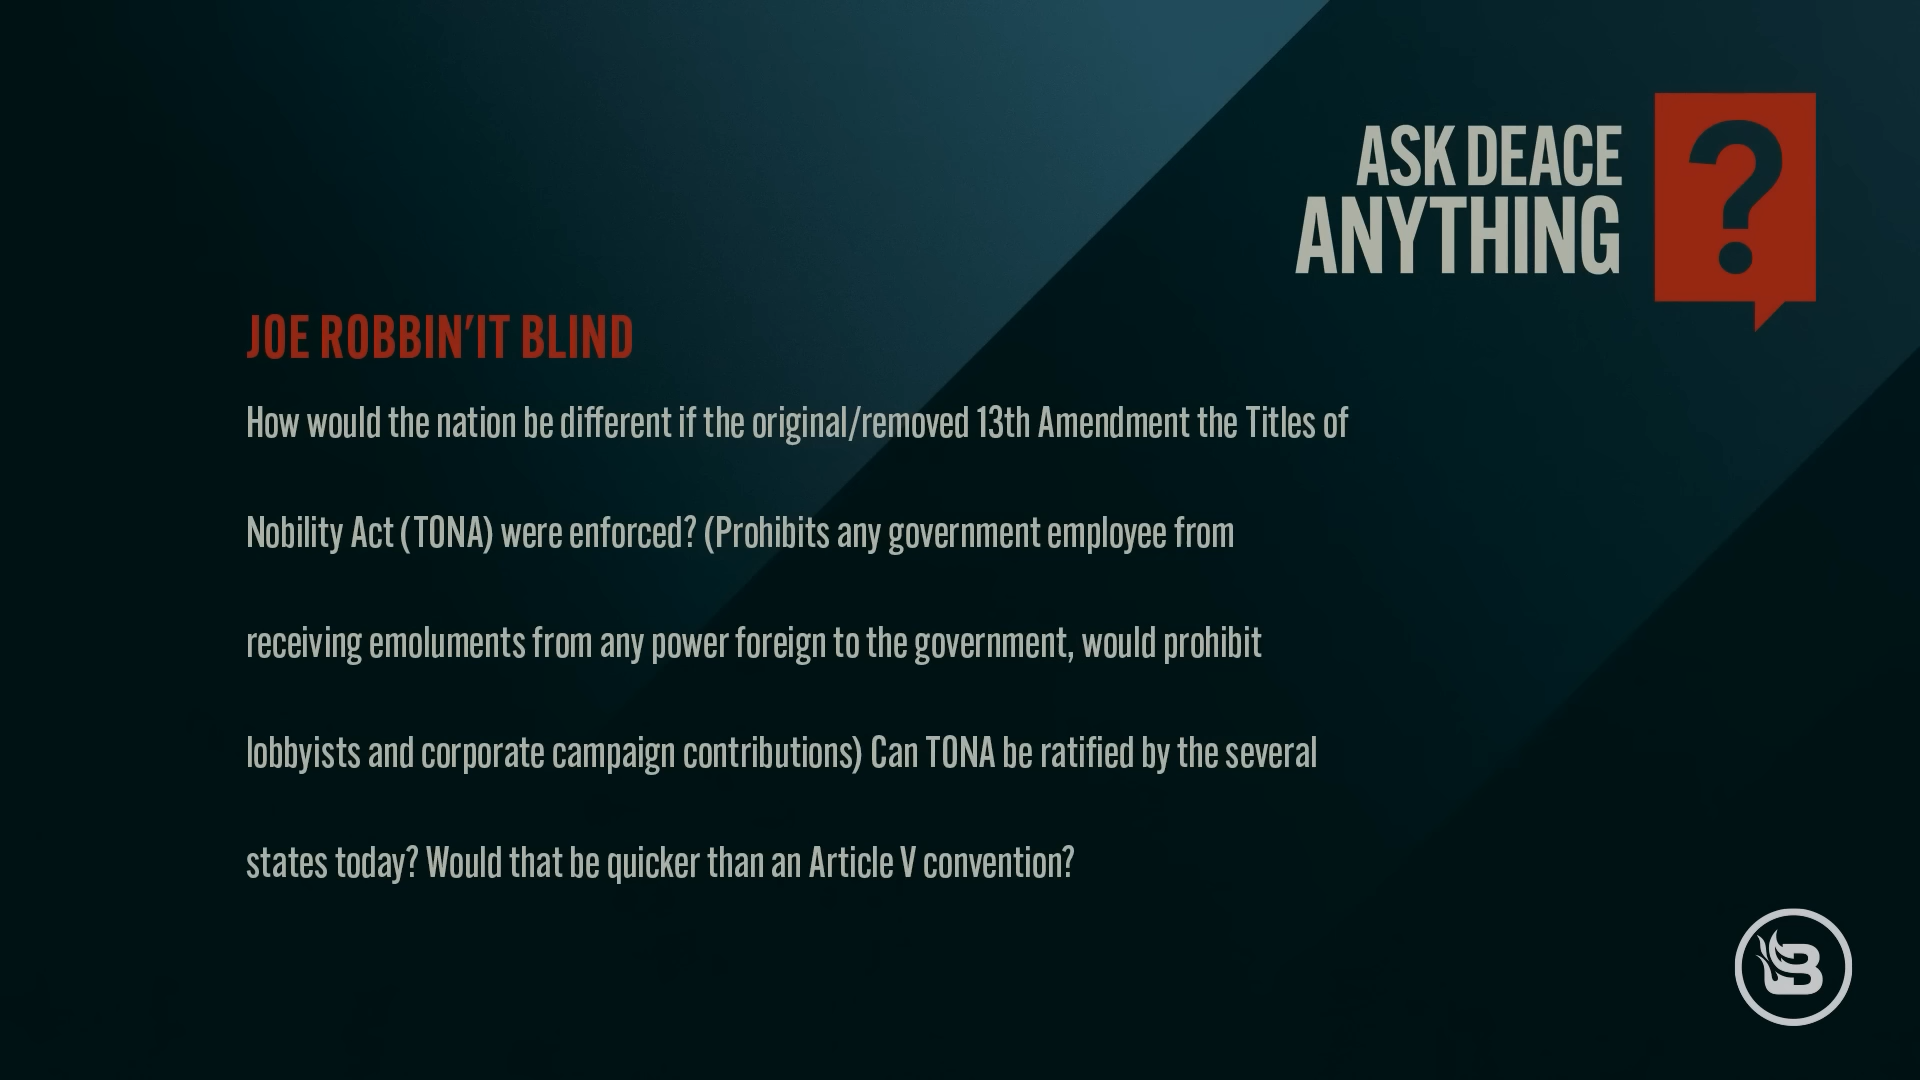 ASK DEACE
ANYTHING
?
JOE ROBBIN'IT BLIND
How would the nation be different if the original/removed 13th Amendment the Titles of
Nobility Act (TONA) were enforced? (Prohibits any government employee from
receiving emoluments from any power foreign to the government, would prohibit
lobbyists and corporate campaign contributions) Can TONA be ratified by the several
states today? Would that be quicker than an Article V convention?
B